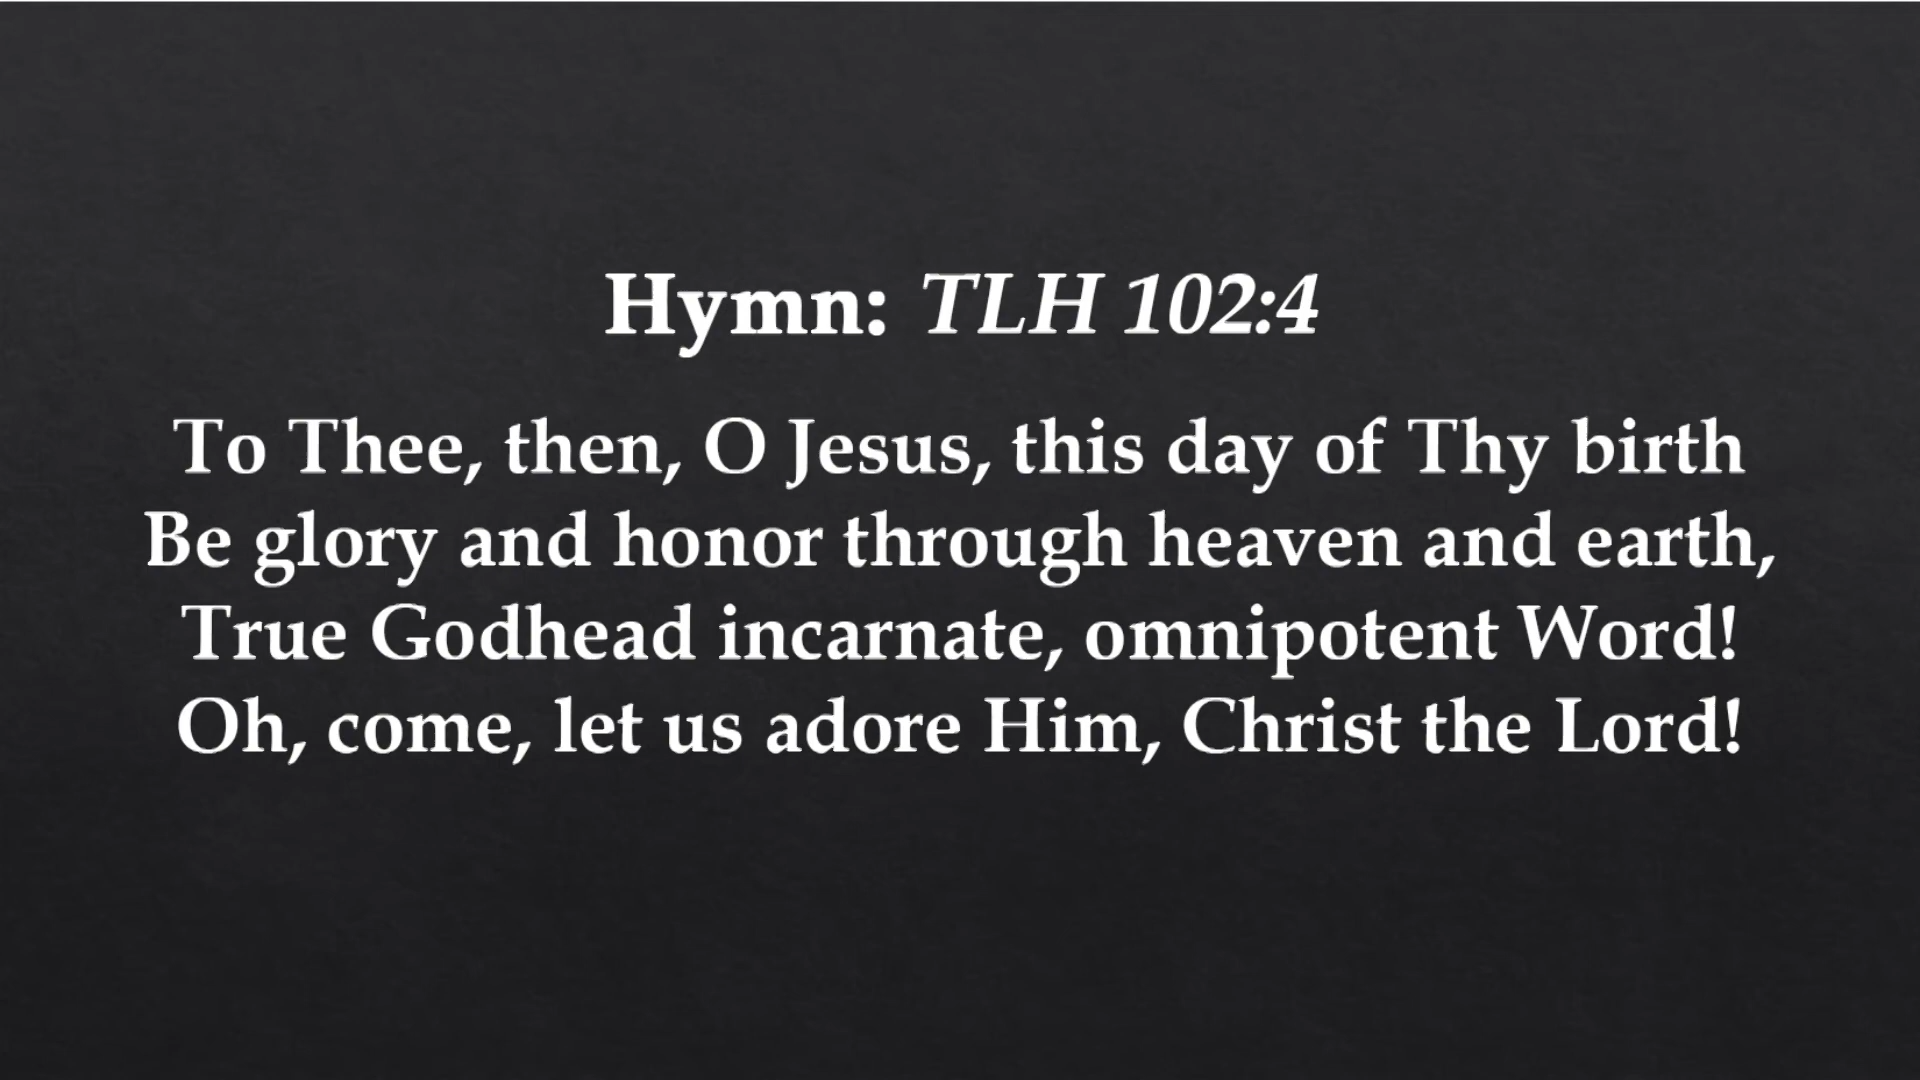 Hymn: TLH 102:4
To Thee, then, O Jesus, this day of Thy birth
Be glory and honor through heaven and earth,
True Godhead incarnate, omnipotent Word!
Oh, come, let us adore Him, Christ the Lord!